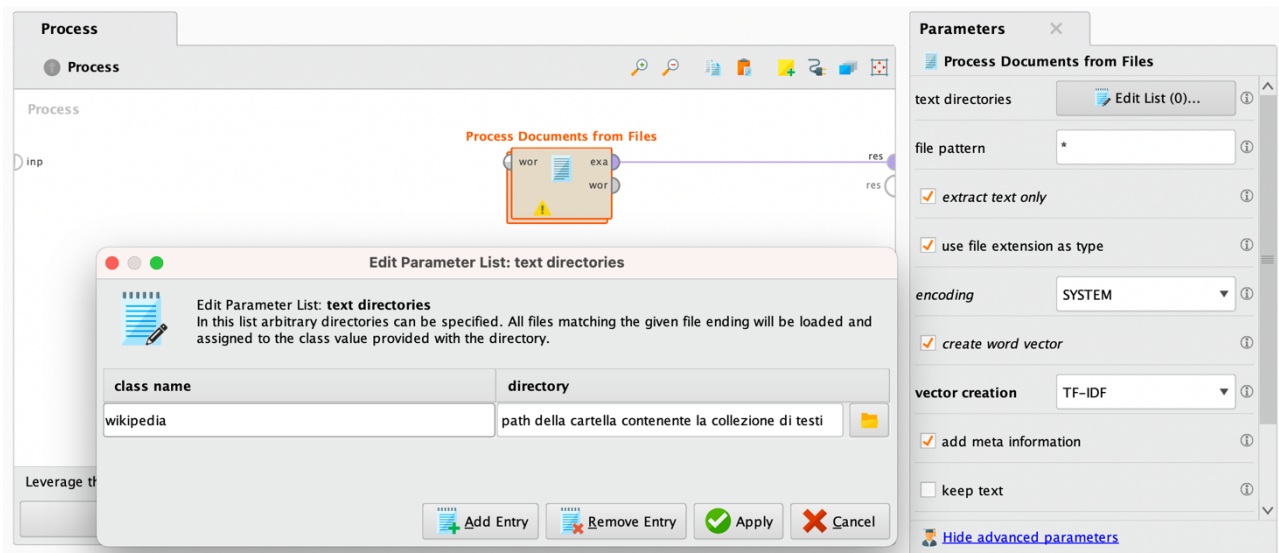 Process
Process
Process
inp
Process Documents from Files
wor
exa
wor
res
res
Leverage th
Edit Parameter List: text directories
Edit Parameter List: text directories
In this list arbitrary directories can be specified. All files matching the given file ending will be loaded and
assigned to the class value provided with the directory.
class name directory
wikipedia path della cartella contenente la collezione di testi
Add Entry Remove Entry Apply Cancel
Parameters
Process Documents from Files
text directories Edit List (0)...
file pattern *
extract text only
use file extension as type
encoding SYSTEM
create word vector
vector creation TF-IDF
add meta information
keep text
Hide advanced parameters